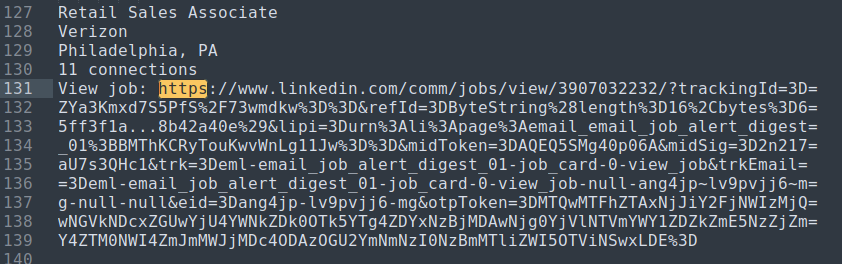 127 Retail Sales Associate
128 Verizon
129 Philadelphia, PA
130 11 connections
131 View job: https://www.linkedin.com/comm/jobs/view/3907032232/?trackingId=3D=
132 ZYa3Kmxd7S5PfS%2F73wmdkw%3D%3D&refId=3DByteString%28length%3D16%2Cbytes%3D6=
133 5ff3f1a...8b42a40e%29&lipi=3Durn%3Ali%3Apage%3Aemail_email_job_alert_digest=
134 _01%3BBMThKCRyTouKwvWnLg11Jw%3D%3D&midToken=3DAQEQ5SMg40p06A&midSig=3D2n217=
135 aU7s3QHc1&trk=3Deml-email_job_alert_digest_01-job_card-0-view_job&trkEmail=
136 =3Deml-email_job_alert_digest_01-job_card-0-view_job-null-ang4jp~lv9pvjj6~m=
137 g-null-null&eid=3Dang4jp-lv9pvjj6-mg&otpToken=3DMTQwMTFhZTAxNjJiY2FjNWIzMjQ=
138 wNGVkNDcxZGUwYjU4YWNkZDk0OTk5YTg4ZDYxNzBjMDAwNjg0YjVlNTVmYWY1ZDZkZmE5NzZjZm=
139 Y4ZTM0NWI4ZmJmMWJjMDc4ODAzOGU2YmNmNzI0NzBmMTliZWI5OTViNSwxLDE%3D
140